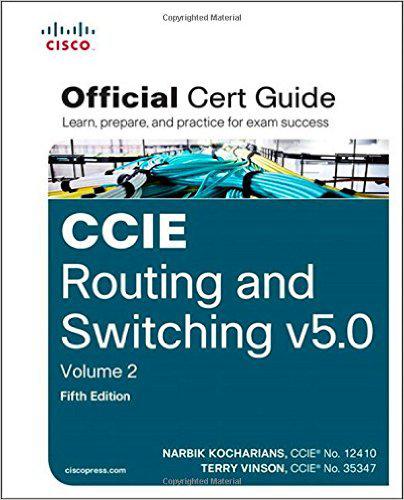 Copyrighted Material
CISCO
Official Cert Guide
Learn, prepare, and practice for exam success
CCIE
Routing and
Switching v5.0
Volume 2
Fifth Edition
NARBIK KOCHARIANS, CCIE® No. 12410
ciscopress.com
TERRY VINSON, CCIE® No. 35347
Copyrighted Material